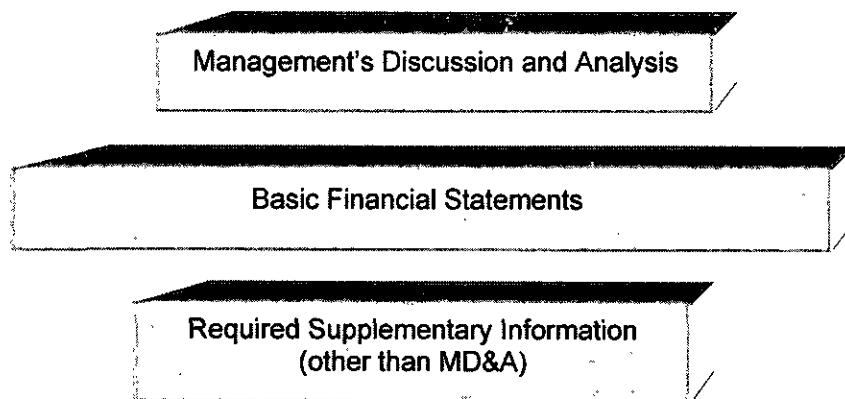 Management's Discussion and Analysis
Basic Financial Statements
Required Supplementary Information
(other than MD&A)